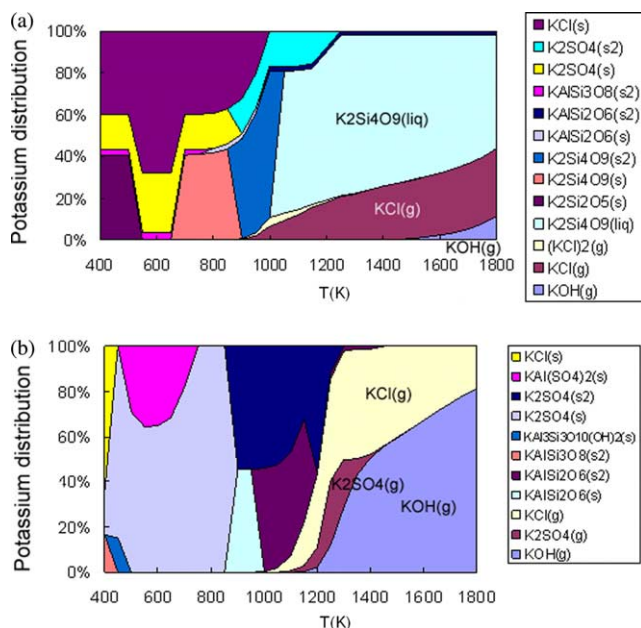 (a)
Potassium distribution
100%
80%
60%
40%
20%
0%
K2Si4O9(liq)
KCl(g)
KOH(g)
400 600 800 1000 1200 1400 1600 1800
T(K)
KCl(s)
K2SO4(s2)
K2SO4(s)
KAlSi3O8(s2)
KAlSi2O6(s2)
KAlSi2O6(s)
K2Si4O9(s2)
K2Si4O9(s)
K2Si2O5(s)
K2Si4O9(liq)
(KCl)2(g)
KCl(g)
KOH(g)
(b)
Potassium distribution
100%
80%
60%
40%
20%
0%
KCl(g)
K2SO4(g)
KOH(g)
400 600 800 1000 1200 1400 1600 1800
T(K)
KCl(s)
KAl(SO4)2(s)
K2SO4(s2)
K2SO4(s)
KAl3Si3O10(OH)2(s)
KAlSi3O8(s2)
KAlSi2O6(s2)
KAlSi2O6(s)
KCl(g)
K2SO4(g)
KOH(g)